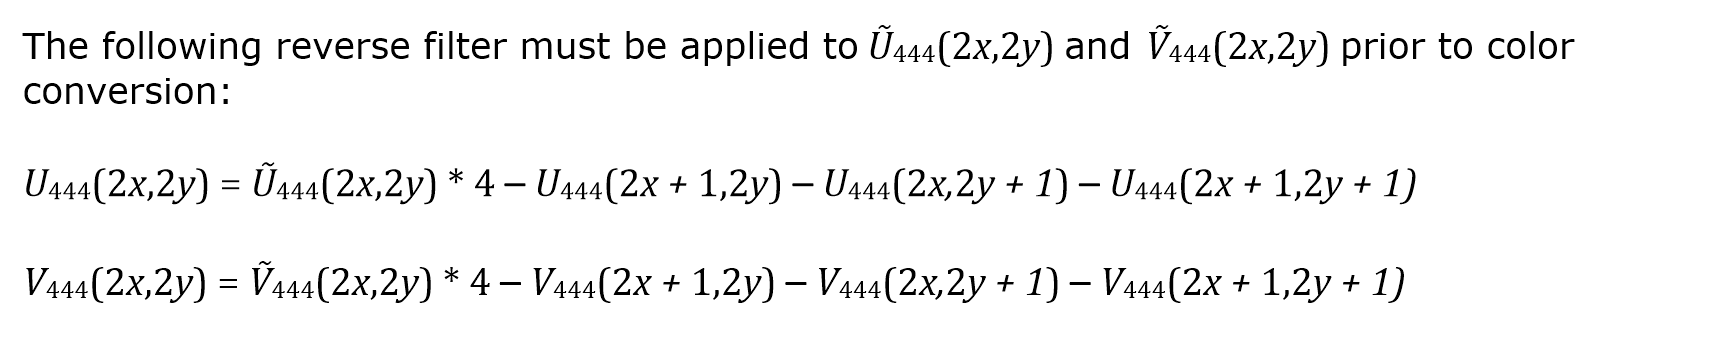 The following reverse filter must be applied to Ũ₄₄₄(2x,2y) and Ṽ₄₄₄(2x,2y) prior to color
conversion:
U₄₄₄(2x,2y) = Ũ₄₄₄(2x,2y) * 4 – U₄₄₄(2x + 1,2y) – U₄₄₄(2x,2y + 1) – U₄₄₄(2x + 1,2y + 1)
V₄₄₄(2x,2y) = Ṽ₄₄₄(2x,2y) * 4 – V₄₄₄(2x + 1,2y) – V₄₄₄(2x,2y + 1) – V₄₄₄(2x + 1,2y + 1)